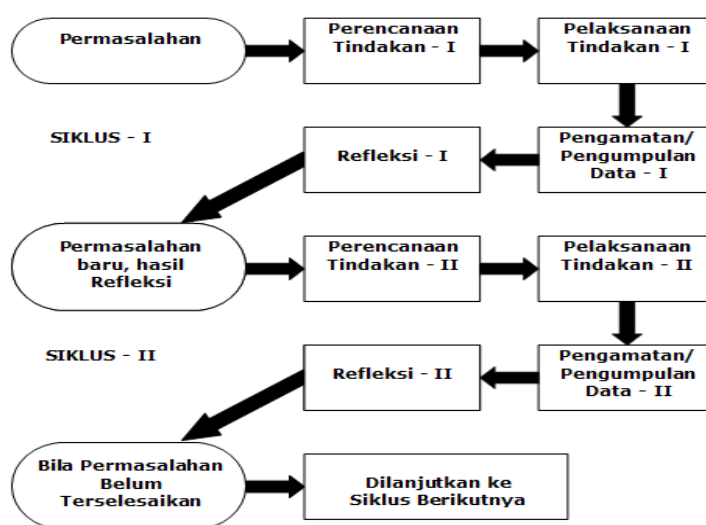 Permasalahan
Perencanaan
Tindakan - I
Pelaksanaan
Tindakan - I
SIKLUS - I
Refleksi - I
Pengamatan/
Pengumpulan
Data - I
Permasalahan
baru, hasil
Refleksi
Perencanaan
Tindakan - II
Pelaksanaan
Tindakan - II
SIKLUS - II
Refleksi - II
Pengamatan/
Pengumpulan
Data - II
Bila Permasalahan
Belum
Terselesaikan
Dilanjutkan ke
Siklus Berikutnya